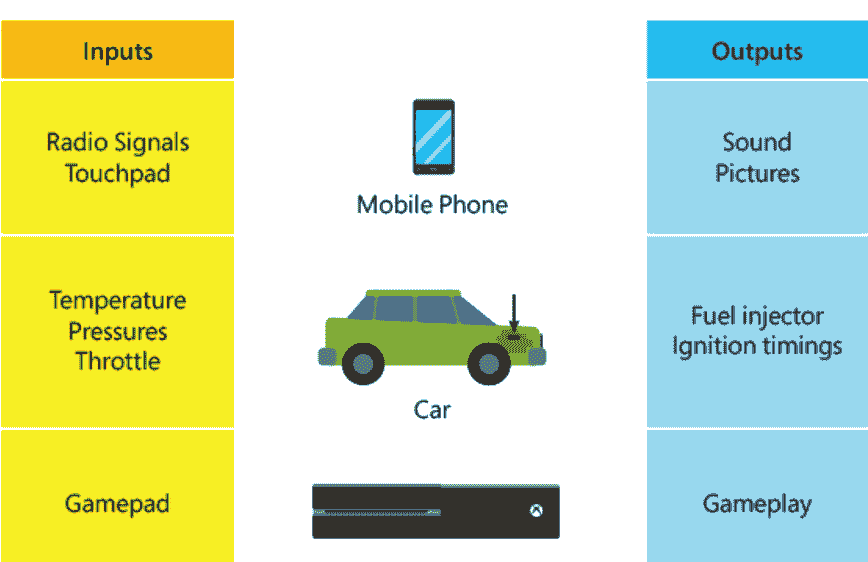 Inputs
Outputs
Radio Signals
Touchpad
Mobile Phone
Sound
Pictures
Temperature
Pressures
Throttle
Car
Fuel injector
Ignition timings
Gamepad
Gameplay